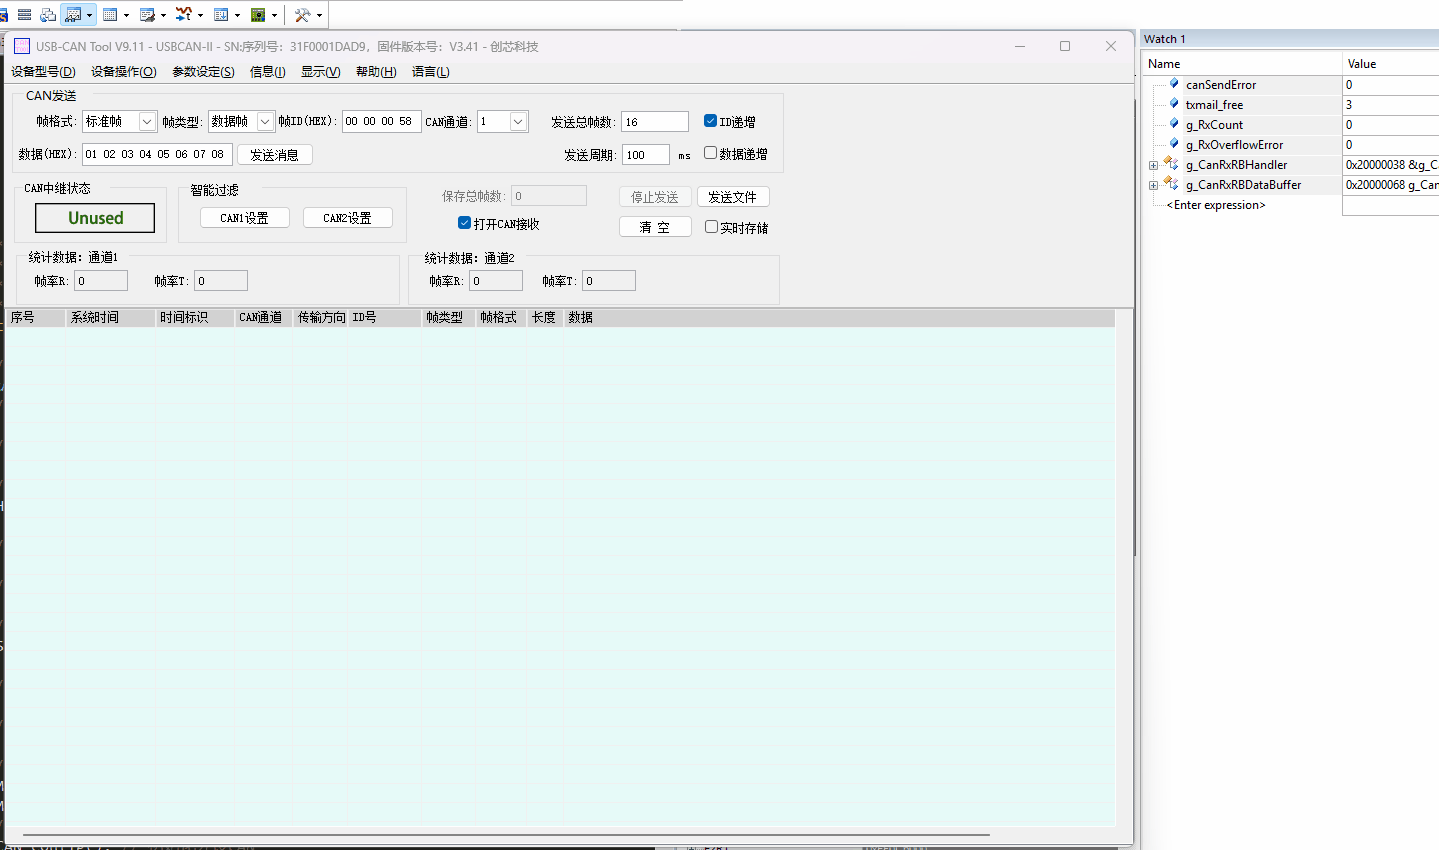 USB-CAN Tool V9.11 - USBCAN-II - SN:序列号：31F0001DAD9，固件版本号：V3.41 - 创芯科技
设备型号(D) 设备操作(O) 参数设定(S) 信息(I) 显示(V) 帮助(H) 语言(L)
CAN发送
帧格式: 标准帧 帧类型: 数据帧 帧ID(HEX): 00 00 00 58 CAN通道: 1 发送总帧数: 16 ID递增
数据(HEX): 01 02 03 04 05 06 07 08 发送消息 发送周期: 100 ms 数据递增
CAN中继状态 智能过滤 保存总帧数: 0 停止发送 发送文件
Unused CAN1设置 CAN2设置 打开CAN接收 清 空 实时存储
统计数据: 通道1 统计数据: 通道2
帧率R: 0 帧率T: 0 帧率R: 0 帧率T: 0
序号 系统时间 时间标识 CAN通道 传输方向 ID号 帧类型 帧格式 长度 数据
Watch 1
Name Value
canSendError 0
txmail_free 3
g_RxCount 0
g_RxOverflowError 0
g_CanRxRBHandler 0x20000038 &g_C
g_CanRxRBDataBuffer 0x20000068 g_Can
<Enter expression>